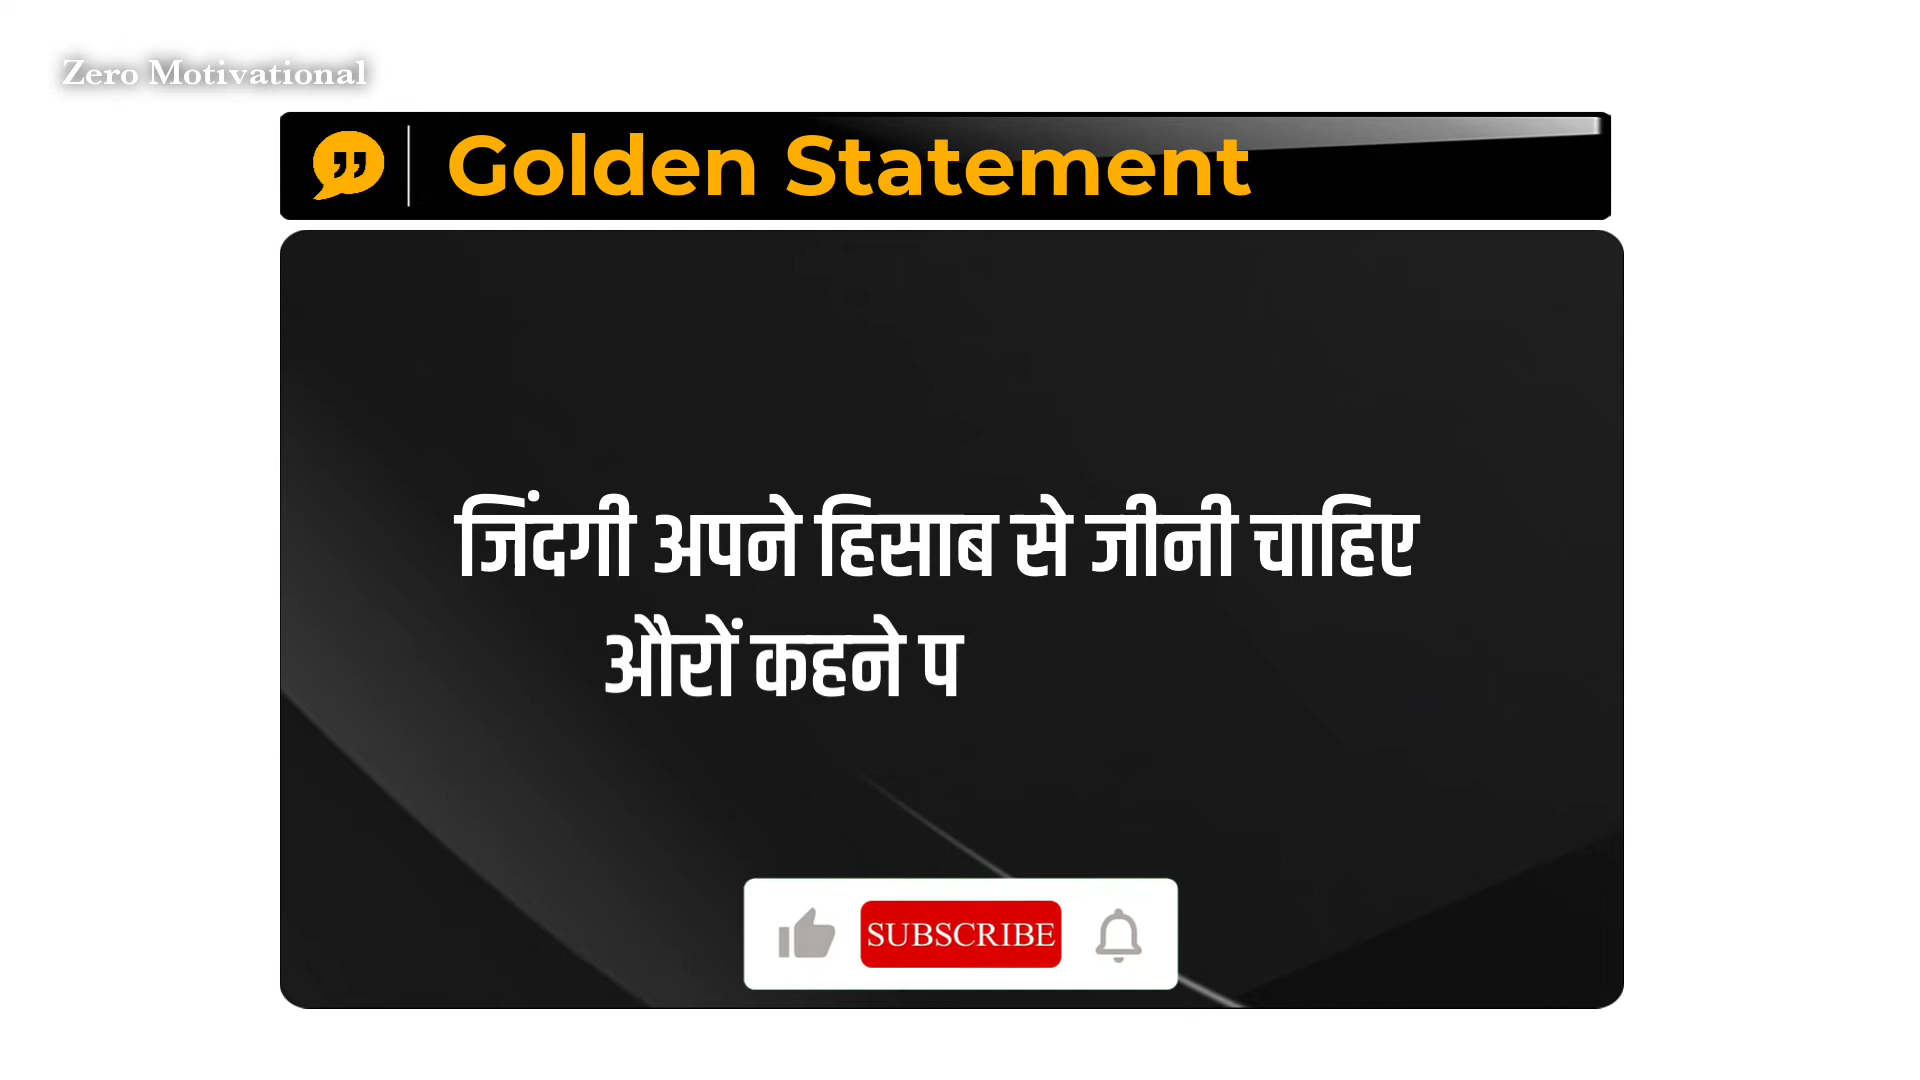 Zero Motivational
Golden Statement
जिंदगी अपने हिसाब से जीनी चाहिए
औरों कहने प
SUBSCRIBE